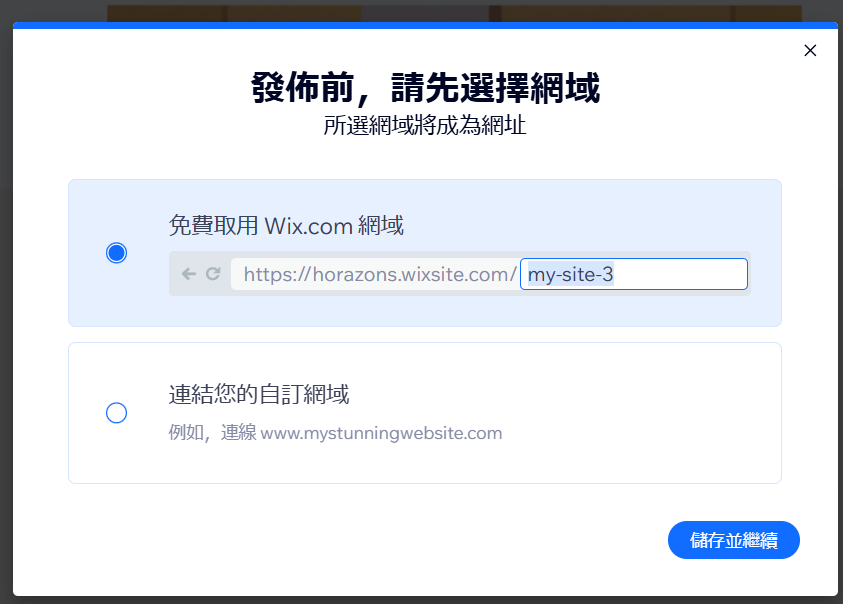 發佈前，請先選擇網域
所選網域將成為網址
免費取用 Wix.com 網域
https://horazons.wixsite.com/ my-site-3
連結您的自訂網域
例如，連線 www.mystunningwebsite.com
儲存並繼續